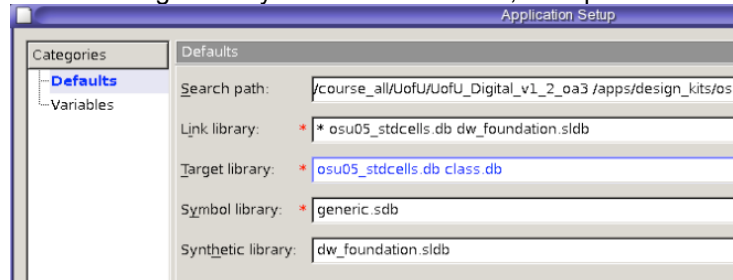 Application Setup
Categories
Defaults
Defaults
Variables
Search path: /course_all/UofU/UofU_Digital_v1_2_oa3 /apps/design_kits/os
Link library: * * osu05_stdcells.db dw_foundation.sldb
Target library: * osu05_stdcells.db class.db
Symbol library: * generic.sdb
Synthetic library: dw_foundation.sldb